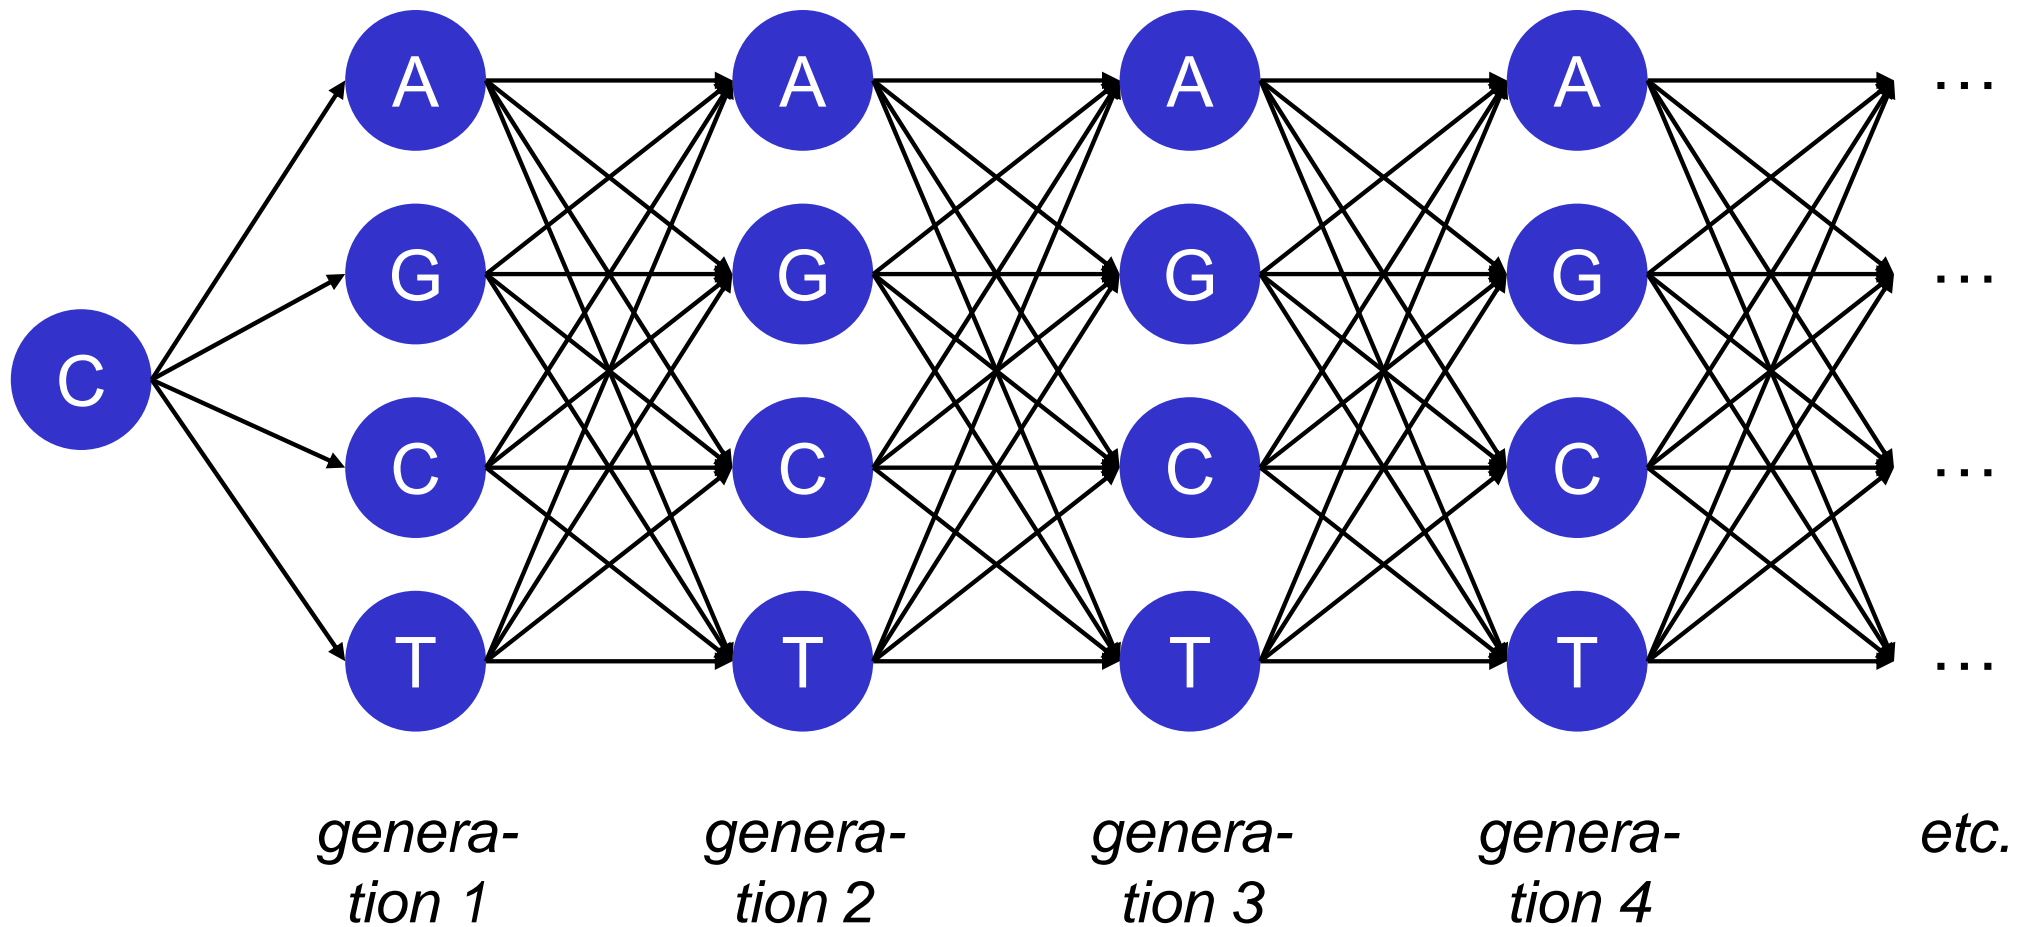 A A A A …
G G G G …
C
C C C C …
T T T T …
genera- genera- genera- genera- etc.
tion 1 tion 2 tion 3 tion 4